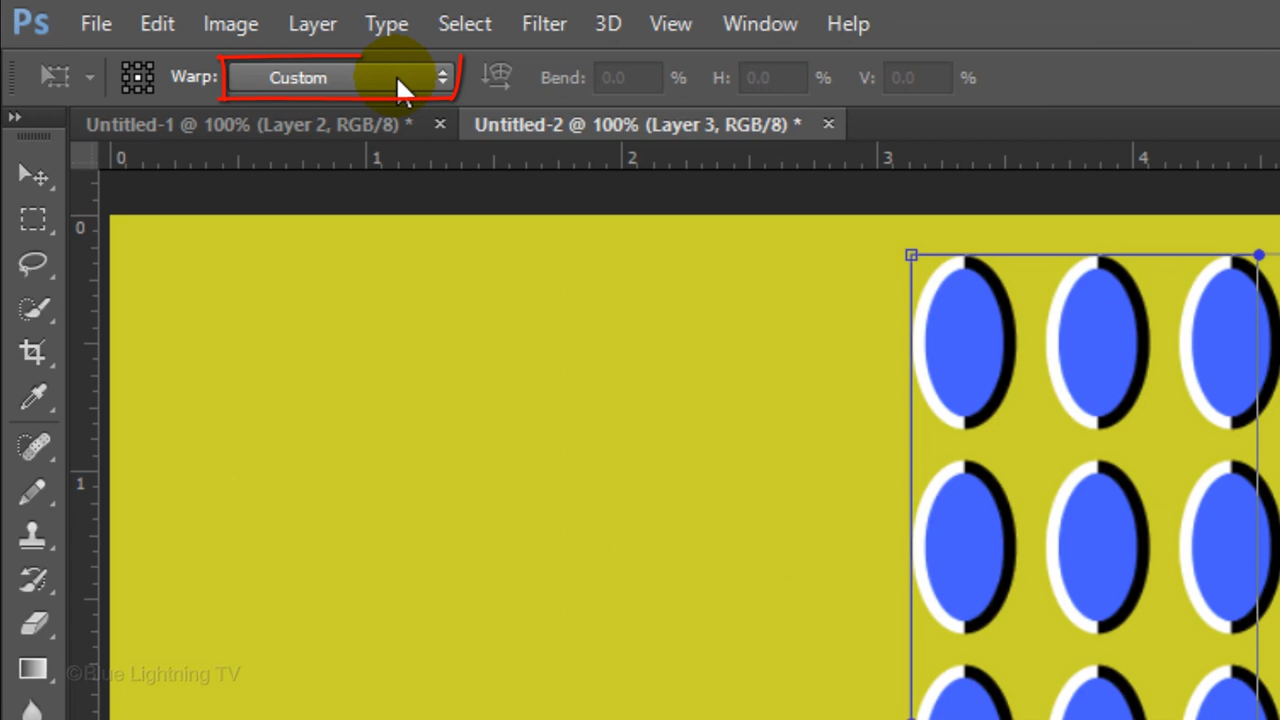 Ps File Edit Image Layer Type Select Filter 3D View Window Help
Warp: Custom Bend: 0.0 % H: 0.0 % V: 0.0 %
Untitled-1 @ 100% (Layer 2, RGB/8) * × Untitled-2 @ 100% (Layer 3, RGB/8) * ×
0 1 2 3 4
0
1
©Blue Lightning TV